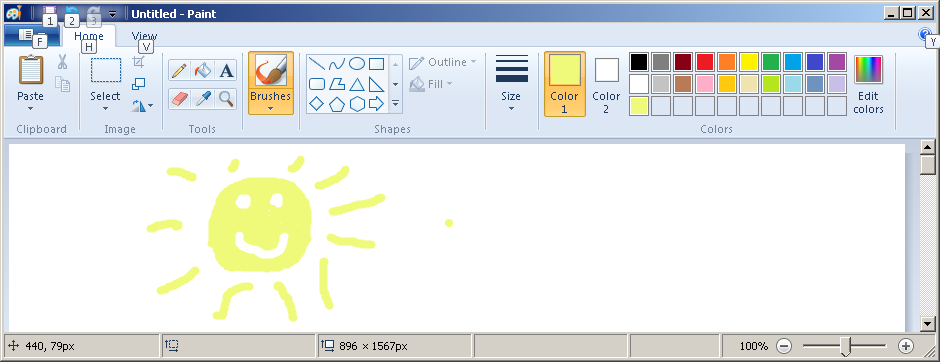 Untitled - Paint
1 2 3
F Home View Y
H V
Paste Select Brushes Outline Size Color 1 Color 2 Edit colors
Fill
A
Clipboard Image Tools Shapes Colors
440, 79px 896 × 1567px 100%